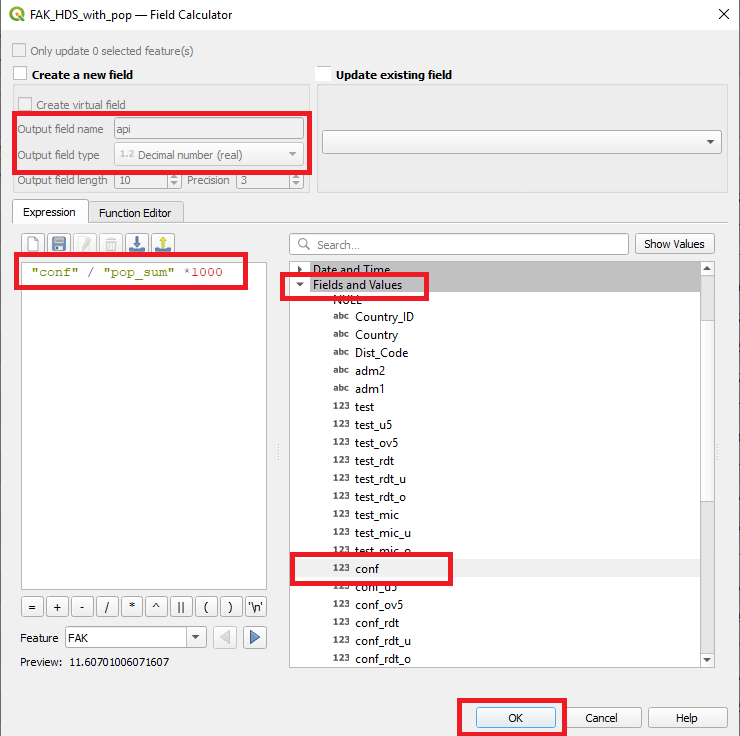 FAK_HDS_with_pop — Field Calculator
Only update 0 selected feature(s)
Create a new field
Update existing field
Create virtual field
Output field name api
Output field type 1.2 Decimal number (real)
Output field length 10 Precision 3
Expression Function Editor
Search... Show Values
"conf" / "pop_sum" *1000
Date and Time
Fields and Values
NULL
abc Country_ID
abc Country
abc Dist_Code
abc adm2
abc adm1
123 test
123 test_u5
123 test_ov5
123 test_rdt
123 test_rdt_u
123 test_rdt_o
123 test_mic
123 test_mic_u
123 test_mic_o
123 conf
123 conf_u5
123 conf_ov5
123 conf_rdt
123 conf_rdt_u
123 conf_rdt_o
= + - / * ^ || ( ) '\n'
Feature FAK
Preview: 11.60701006071607
OK Cancel Help